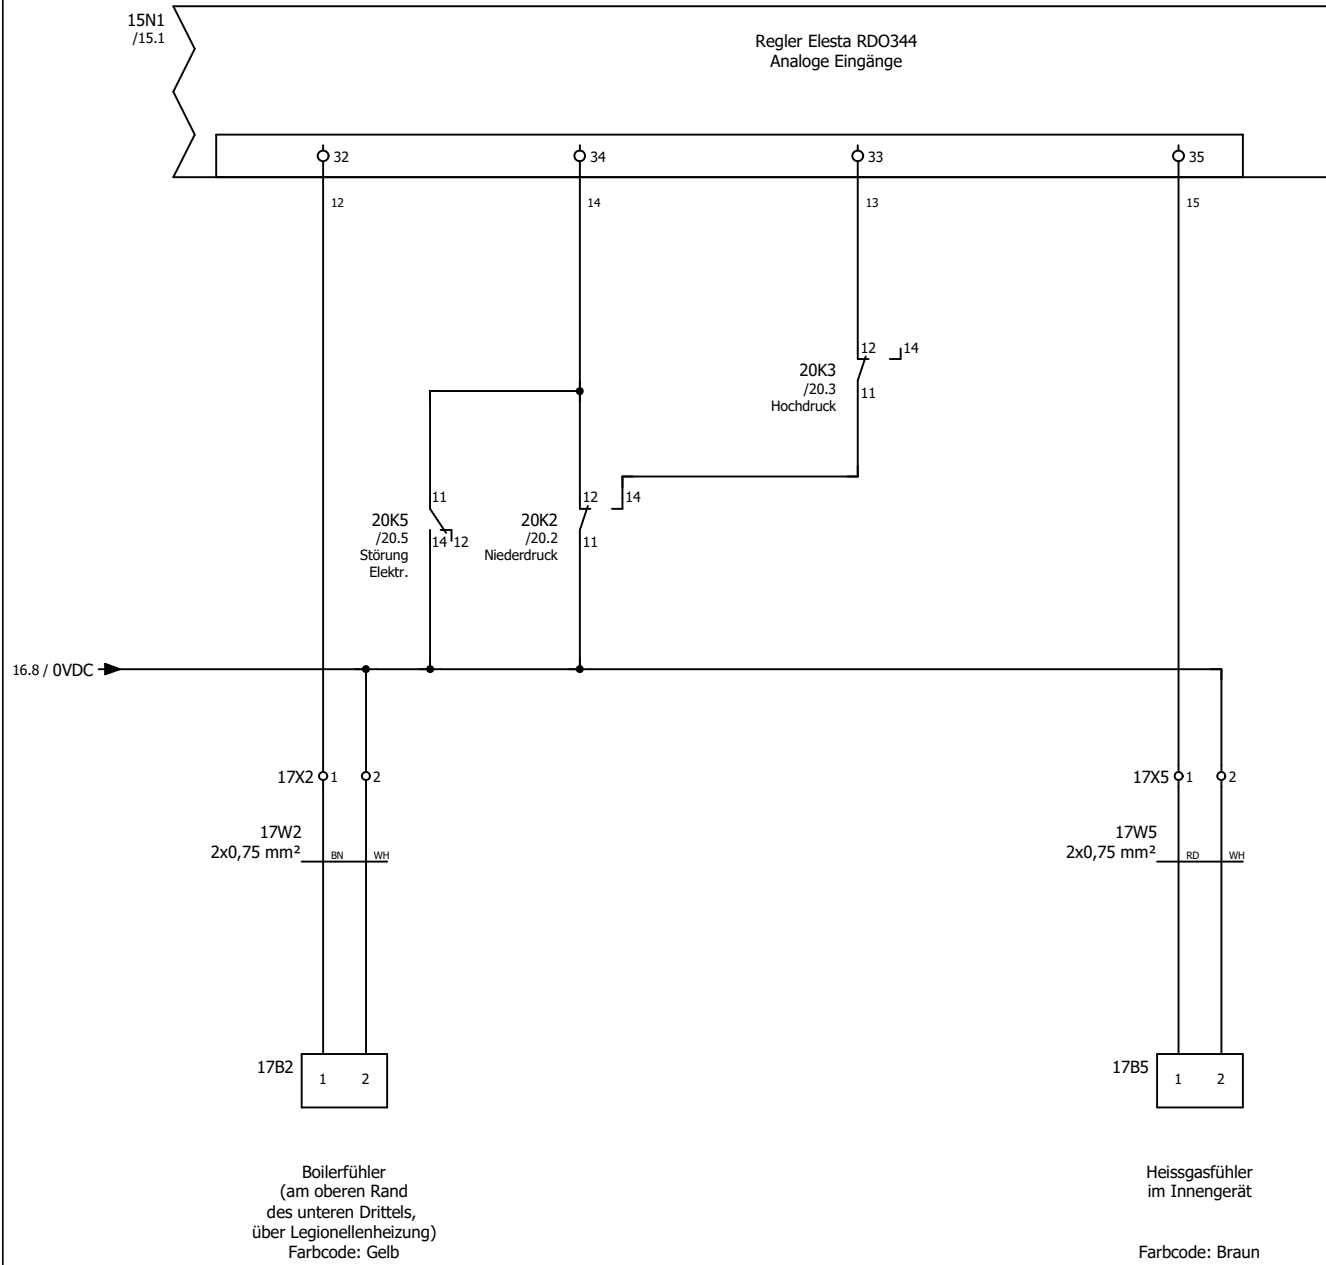 15N1
/15.1
Regler Elesta RDO344
Analoge Eingänge
32
34
33
35
12
14
13
15
12
14
20K3
/20.3
Hochdruck
11
11
12
14
20K5
/20.5
Störung
Elektr.
14
12
20K2
/20.2
Niederdruck
11
16.8 / 0VDC
17X2
1
2
17X5
1
2
17W2
2x0,75 mm²
BN
WH
17W5
2x0,75 mm²
RD
WH
17B2
1
2
17B5
1
2
Boilerfühler
(am oberen Rand
des unteren Drittels,
über Legionellenheizung)
Farbcode: Gelb
Heissgasfühler
im Innengerät
Farbcode: Braun